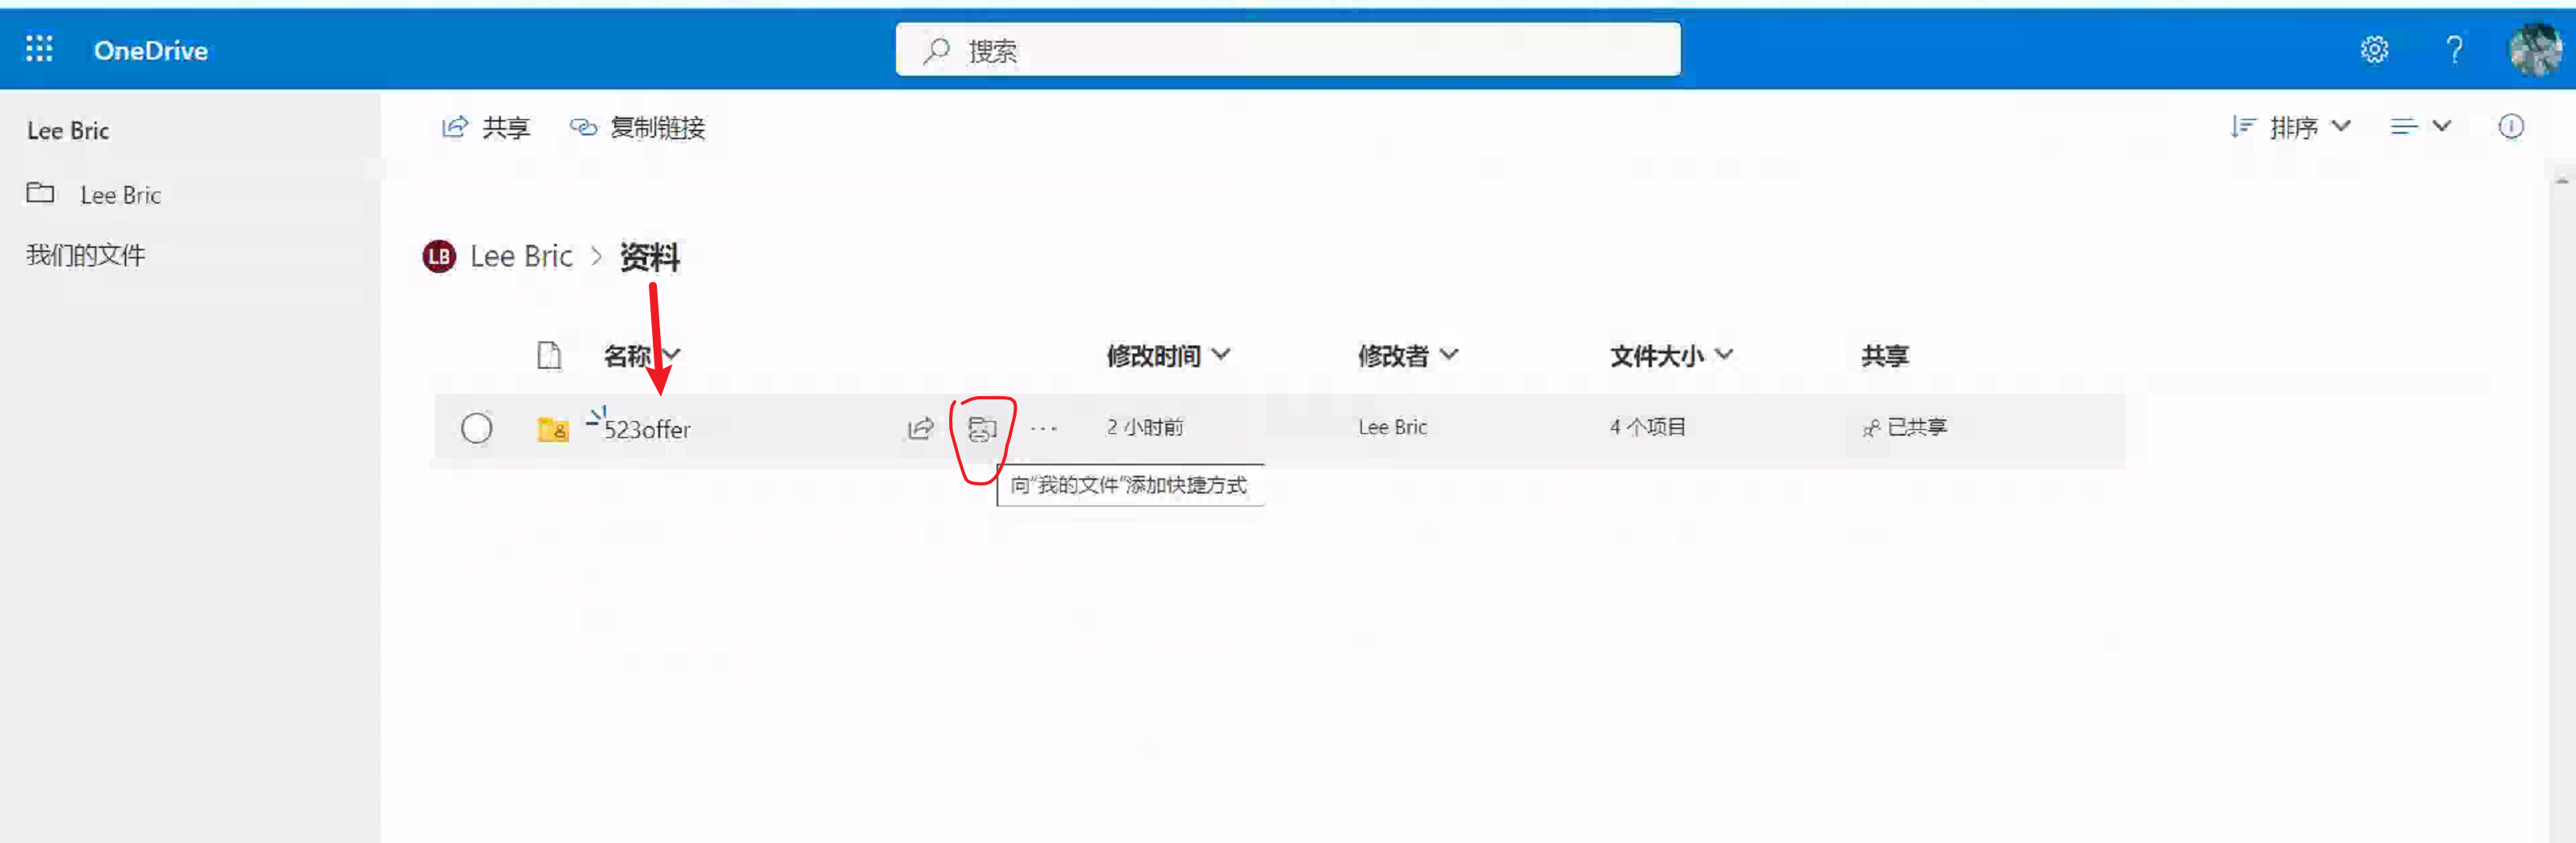 OneDrive
搜索
Lee Bric
Lee Bric
我们的文件
共享 复制链接
排序
LB Lee Bric > 资料
名称 修改时间 修改者 文件大小 共享
523offer 2 小时前 Lee Bric 4 个项目 已共享
向"我的文件"添加快捷方式